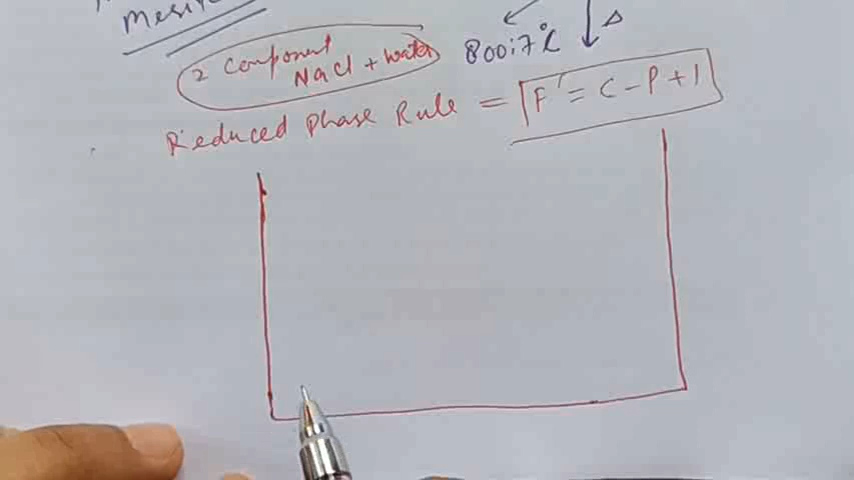 2 component
NaCl + water
800.7°C
Δ
Reduced Phase Rule = F' = C - P + 1